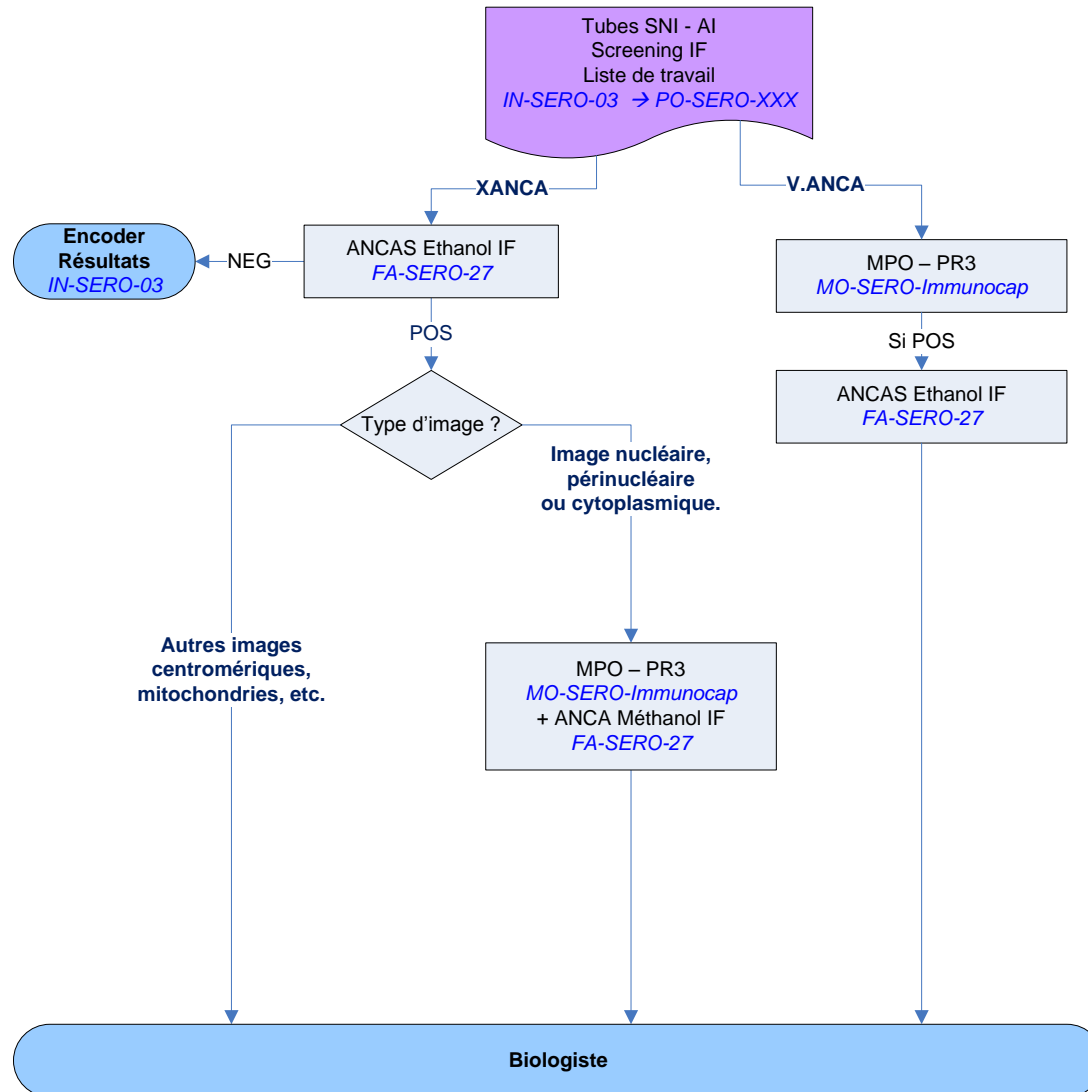 Tubes SNI - AI
Screening IF
Liste de travail
IN-SERO-03 → PO-SERO-XXX
XANCA
V.ANCA
Encoder
Résultats
IN-SERO-03
NEG
ANCAS Ethanol IF
FA-SERO-27
MPO – PR3
MO-SERO-Immunocap
POS
Si POS
ANCAS Ethanol IF
FA-SERO-27
Type d'image ?
Image nucléaire,
périnucléaire
ou cytoplasmique.
Autres images
centromériques,
mitochondries, etc.
MPO – PR3
MO-SERO-Immunocap
+ ANCA Méthanol IF
FA-SERO-27
Biologiste